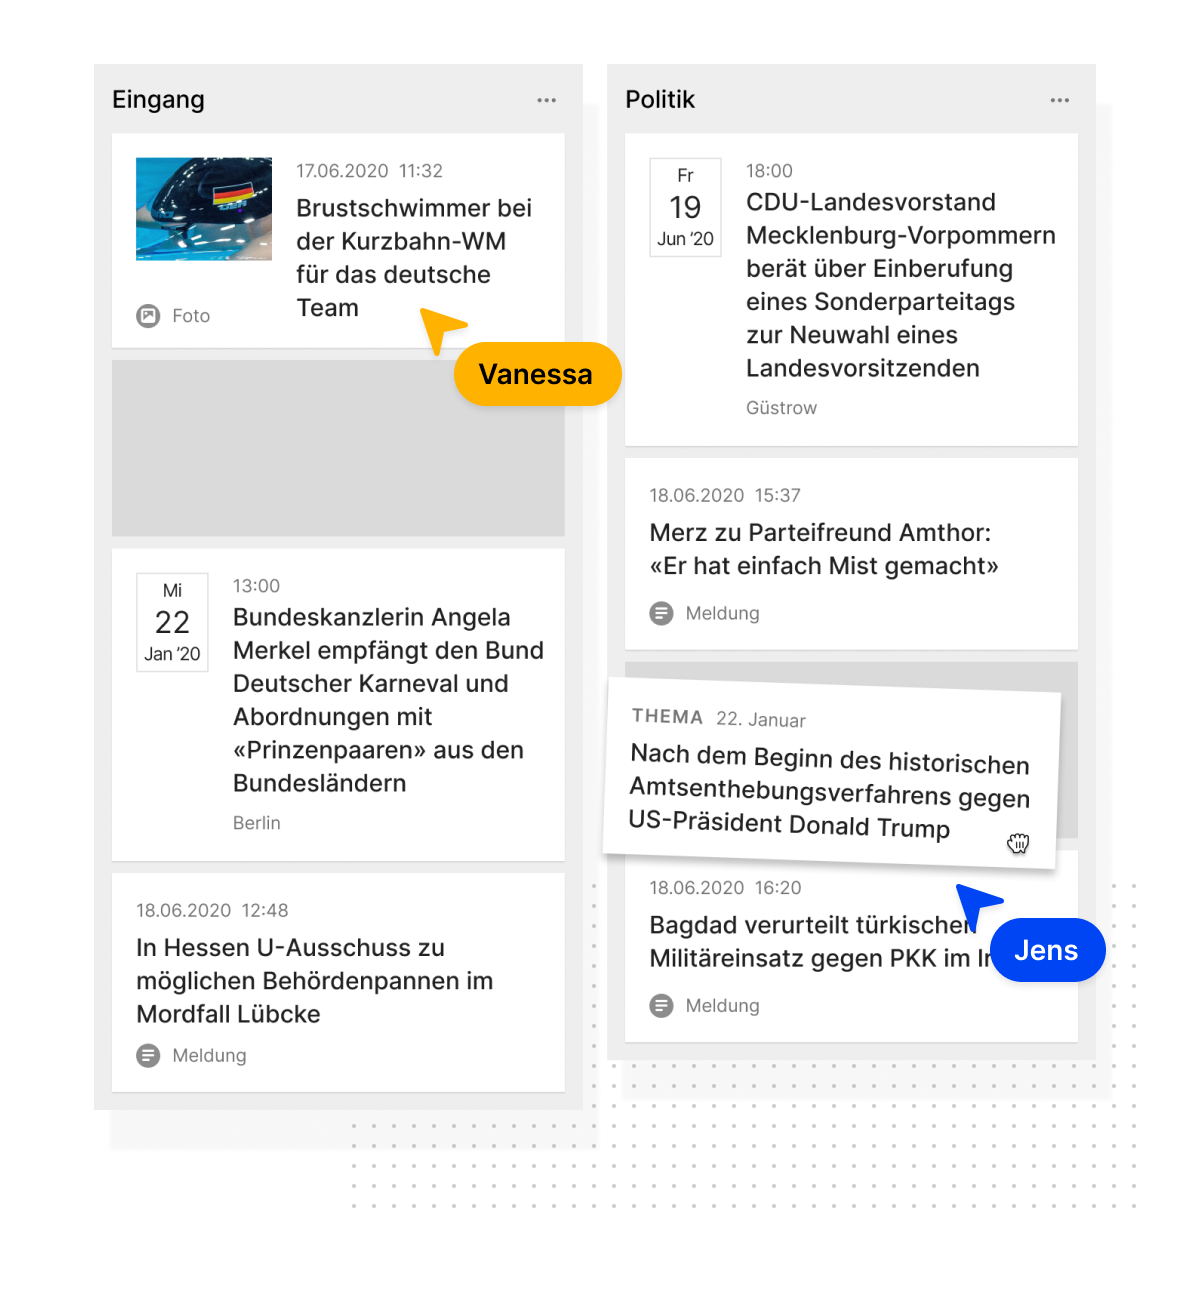 Eingang
17.06.2020 11:32
Brustschwimmer bei
der Kurzbahn-WM
für das deutsche
Team
Foto
Vanessa
Mi
22
Jan ’20
13:00
Bundeskanzlerin Angela
Merkel empfängt den Bund
Deutscher Karneval und
Abordnungen mit
«Prinzenpaaren» aus den
Bundesländern
Berlin
18.06.2020 12:48
In Hessen U-Ausschuss zu
möglichen Behördenpannen im
Mordfall Lübcke
Meldung
Politik
Fr
19
Jun ’20
18:00
CDU-Landesvorstand
Mecklenburg-Vorpommern
berät über Einberufung
eines Sonderparteitags
zur Neuwahl eines
Landesvorsitzenden
Güstrow
18.06.2020 15:37
Merz zu Parteifreund Amthor:
«Er hat einfach Mist gemacht»
Meldung
THEMA 22. Januar
Nach dem Beginn des historischen
Amtsenthebungsverfahrens gegen
US-Präsident Donald Trump
18.06.2020 16:20
Bagdad verurteilt türkischen
Militäreinsatz gegen PKK im
Jens
Meldung